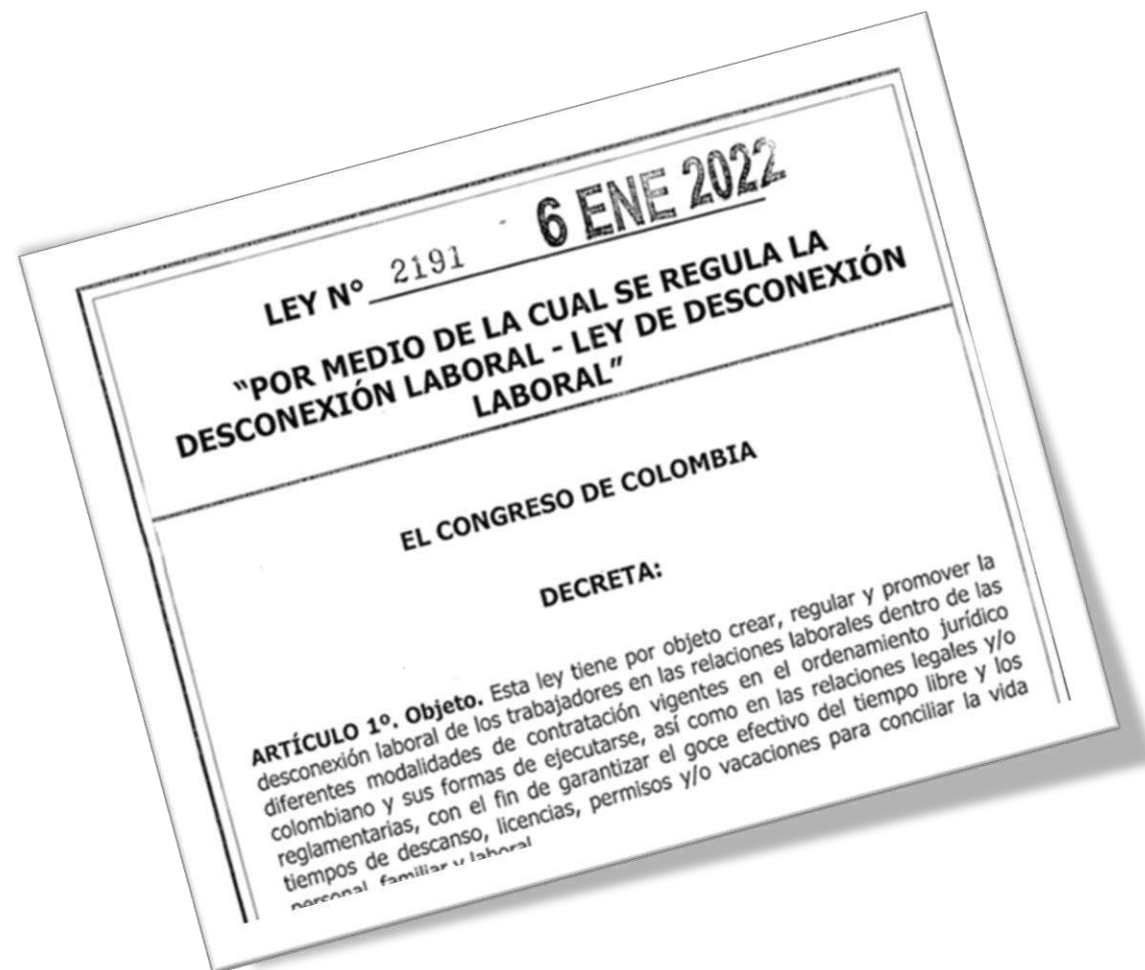 LEY N° 2191 - 6 ENE 2022
"POR MEDIO DE LA CUAL SE REGULA LA
DESCONEXIÓN LABORAL - LEY DE DESCONEXIÓN
LABORAL"
EL CONGRESO DE COLOMBIA
DECRETA:
ARTÍCULO 1º. Objeto. Esta ley tiene por objeto crear, regular y promover la
desconexión laboral de los trabajadores en las relaciones laborales dentro de las
diferentes modalidades de contratación vigentes en el ordenamiento jurídico
colombiano y sus formas de ejecutarse, así como en las relaciones legales y/o
reglamentarias, con el fin de garantizar el goce efectivo del tiempo libre y los
tiempos de descanso, licencias, permisos y/o vacaciones para conciliar la vida
personal, familiar y laboral